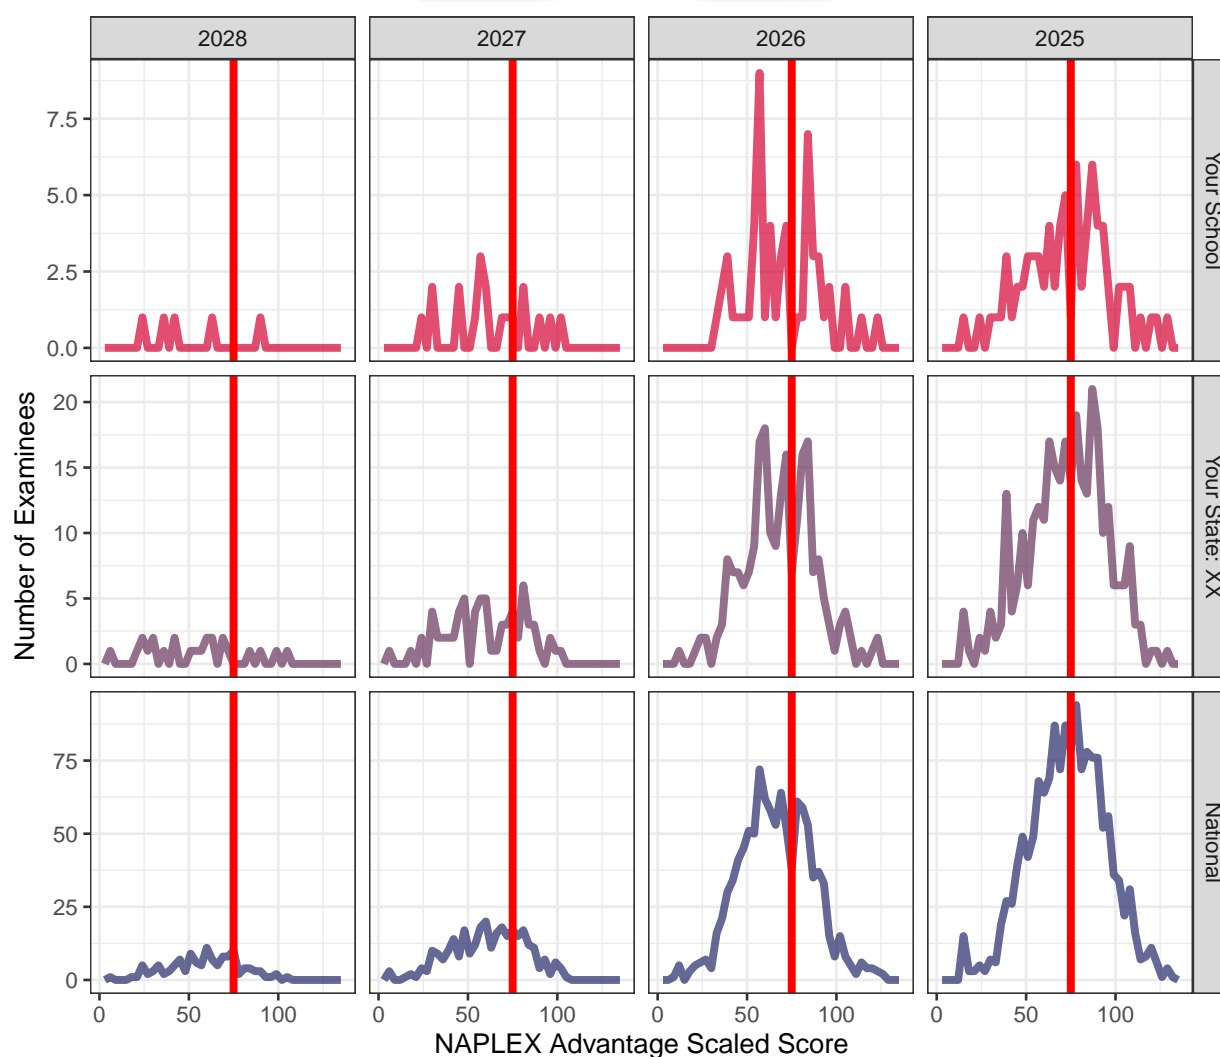 2028 2027 2026 2025
7.5
5.0
2.5
0.0
Your School
20
15
10
5
0
Your State: XX
75
50
25
0
National
0 50 100 0 50 100 0 50 100 0 50 100
Number of Examinees
NAPLEX Advantage Scaled Score